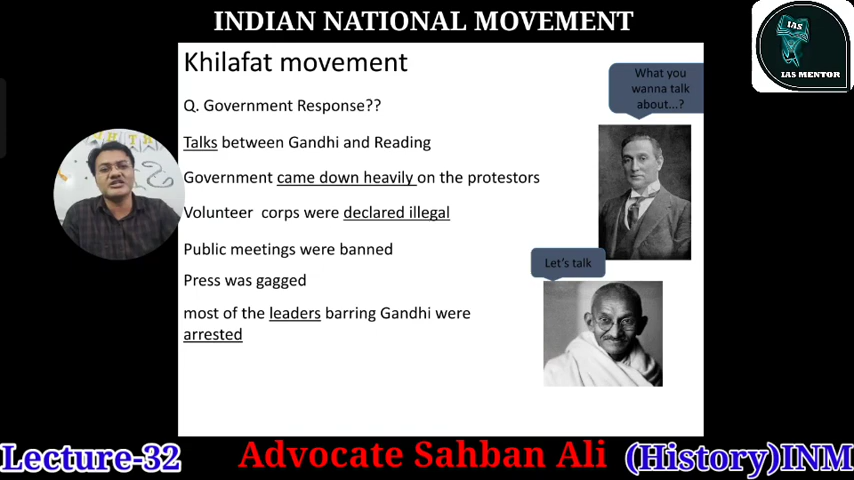 INDIAN NATIONAL MOVEMENT
IAS
IAS MENTOR
Khilafat movement
What you
wanna talk
about...?
Q. Government Response??
Talks between Gandhi and Reading
Government came down heavily on the protestors
Volunteer corps were declared illegal
Public meetings were banned
Let's talk
Press was gagged
most of the leaders barring Gandhi were
arrested
Lecture-32
Advocate Sahban Ali
(History)INM